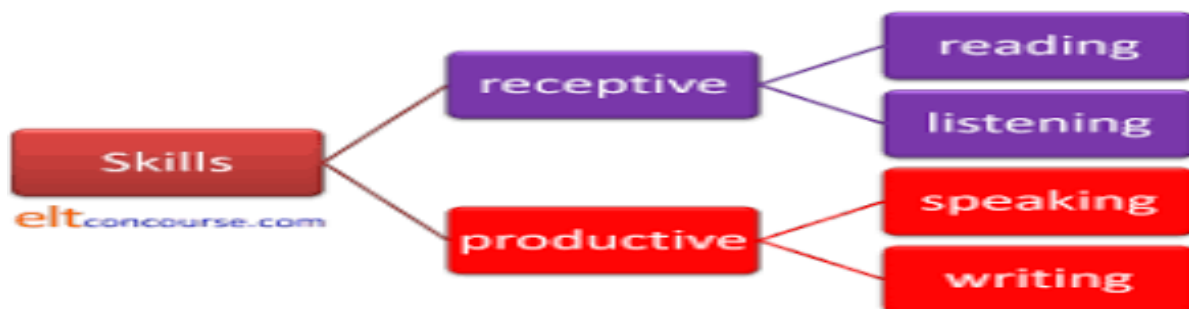 Skills
eltconcourse.com
receptive
productive
reading
listening
speaking
writing